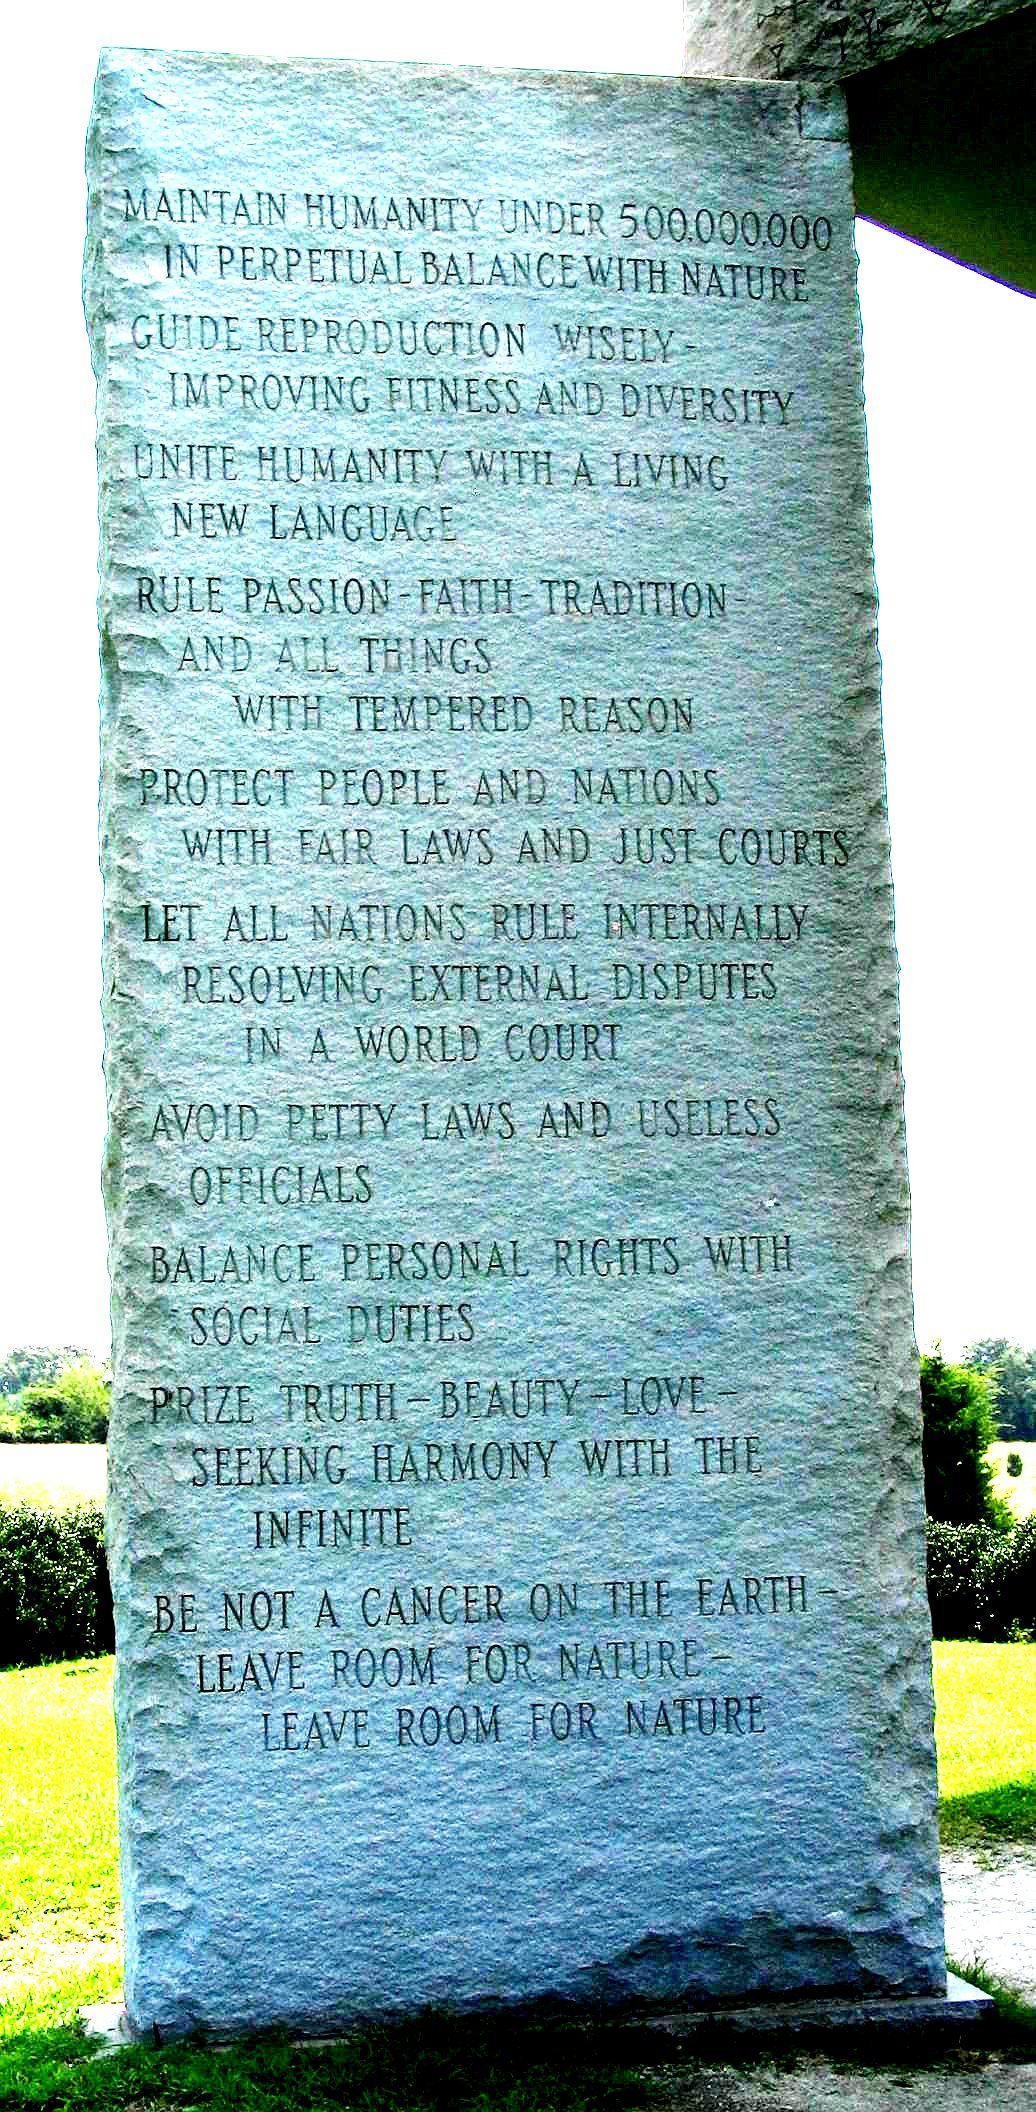 MAINTAIN HUMANITY UNDER 500,000,000
IN PERPETUAL BALANCE WITH NATURE
GUIDE REPRODUCTION WISELY-
IMPROVING FITNESS AND DIVERSITY
UNITE HUMANITY WITH A LIVING
NEW LANGUAGE
RULE PASSION-FAITH-TRADITION-
AND ALL THINGS
WITH TEMPERED REASON
PROTECT PEOPLE AND NATIONS
WITH FAIR LAWS AND JUST COURTS
LET ALL NATIONS RULE INTERNALLY
RESOLVING EXTERNAL DISPUTES
IN A WORLD COURT
AVOID PETTY LAWS AND USELESS
OFFICIALS
BALANCE PERSONAL RIGHTS WITH
SOCIAL DUTIES
PRIZE TRUTH-BEAUTY-LOVE-
SEEKING HARMONY WITH THE
INFINITE
BE NOT A CANCER ON THE EARTH-
LEAVE ROOM FOR NATURE-
LEAVE ROOM FOR NATURE